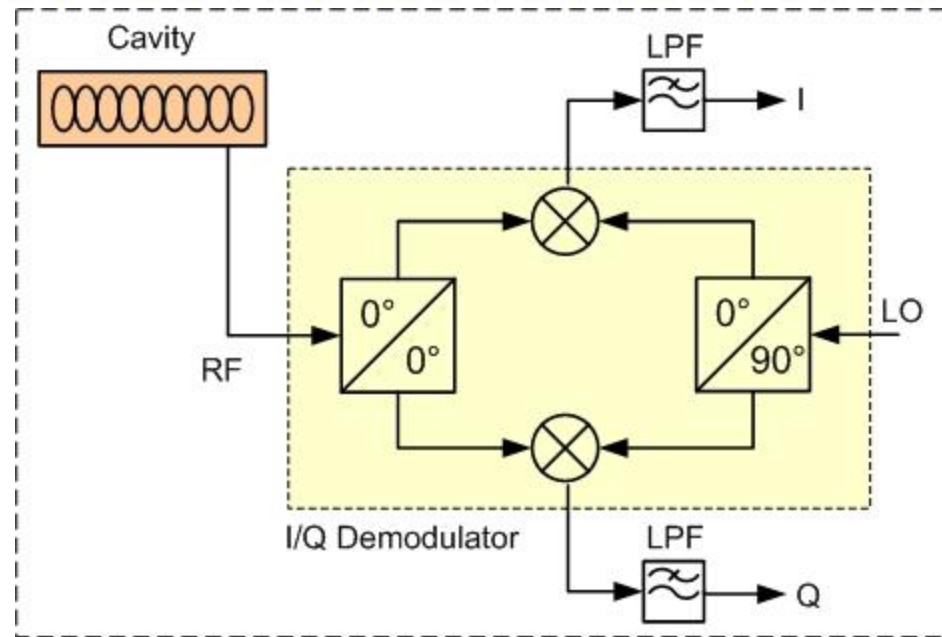 Cavity
LPF
I
0°
0°
0°
90°
LO
RF
I/Q Demodulator
LPF
Q